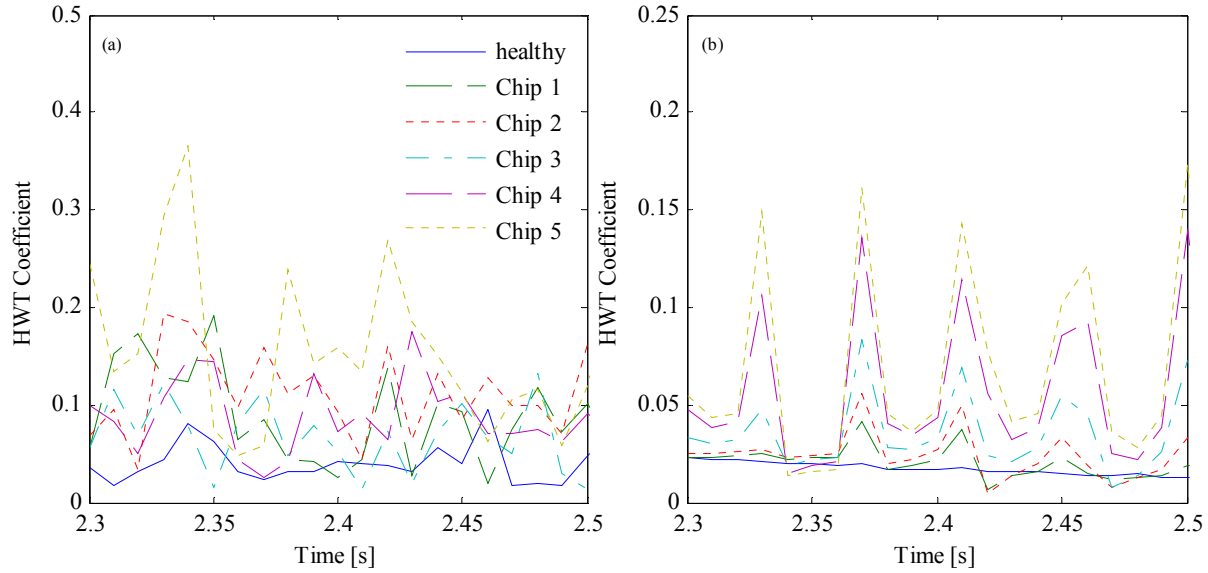 (a)
HWT Coefficient
0.5
0.4
0.3
0.2
0.1
0
2.3
2.35
2.4
2.45
2.5
Time [s]
healthy
Chip 1
Chip 2
Chip 3
Chip 4
Chip 5
(b)
HWT Coefficient
0.25
0.2
0.15
0.1
0.05
0
2.3
2.35
2.4
2.45
2.5
Time [s]